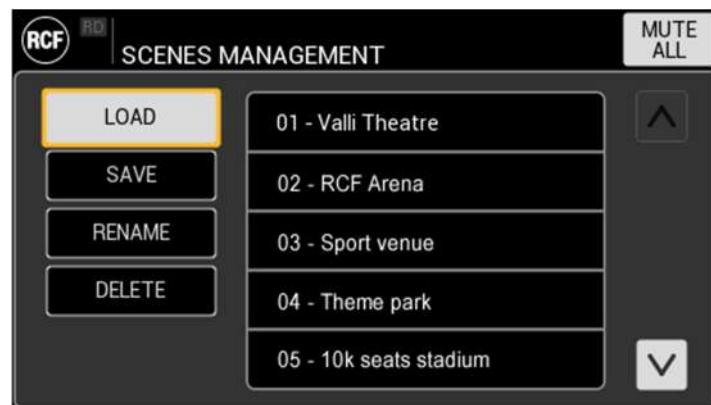 RCF RD
SCENES MANAGEMENT
MUTE
ALL
LOAD
SAVE
RENAME
DELETE
01 - Valli Theatre
02 - RCF Arena
03 - Sport venue
04 - Theme park
05 - 10k seats stadium